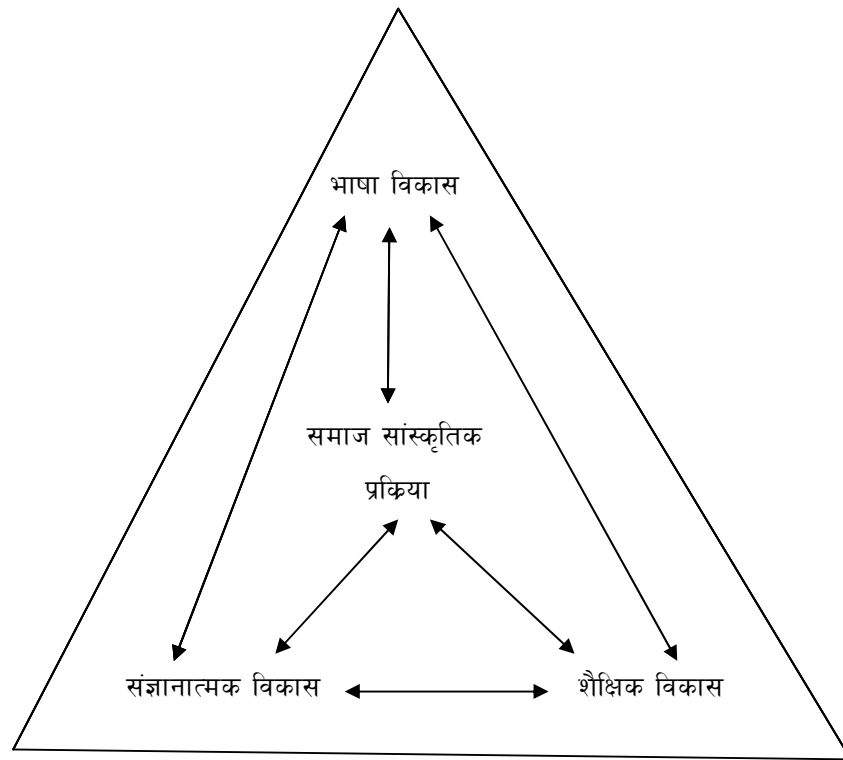 भाषा विकास
समाज सांस्कृतिक
प्रक्रिया
संज्ञानात्मक विकास
शैक्षिक विकास